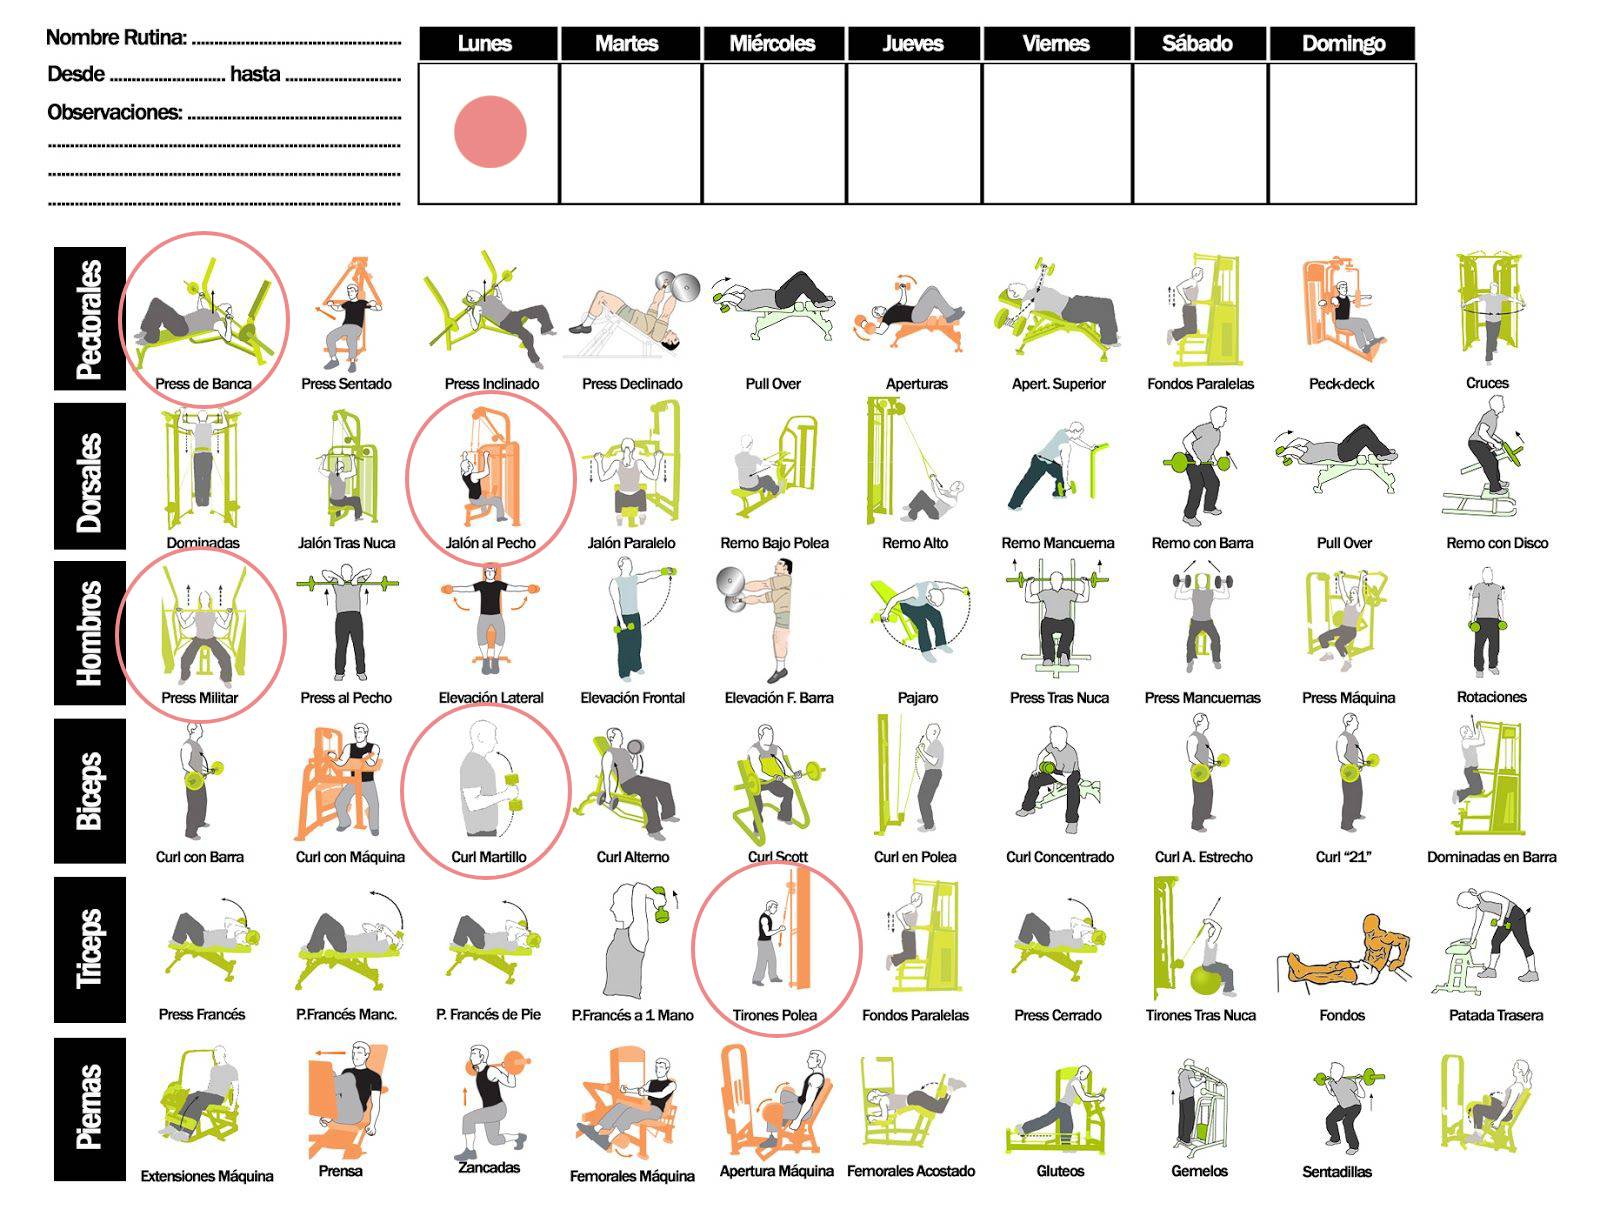 Nombre Rutina: ................................................
Lunes Martes Miércoles Jueves Viernes Sábado Domingo
Desde .......................... hasta ..........................
Observaciones: ................................................
Pectorales
Press de Banca Press Sentado Press Inclinado Press Declinado Pull Over Aperturas Apert. Superior Fondos Paralelas Peck-deck Cruces
Dorsales
Dominadas Jalón Tras Nuca Jalón al Pecho Jalón Paralelo Remo Bajo Polea Remo Alto Remo Mancuerna Remo con Barra Pull Over Remo con Disco
Hombros
Press Militar Press al Pecho Elevación Lateral Elevación Frontal Elevación F. Barra Pajaro Press Tras Nuca Press Mancuernas Press Máquina Rotaciones
Biceps
Curl con Barra Curl con Máquina Curl Martillo Curl Alterno Curl Scott Curl en Polea Curl Concentrado Curl A. Estrecho Curl “21” Dominadas en Barra
Triceps
Press Francés P.Francés Manc. P. Francés de Pie P.Francés a 1 Mano Tirones Polea Fondos Paralelas Press Cerrado Tirones Tras Nuca Fondos Patada Trasera
Piernas
Extensiones Máquina Prensa Zancadas Femorales Máquina Apertura Máquina Femorales Acostado Gluteos Gemelos Sentadillas